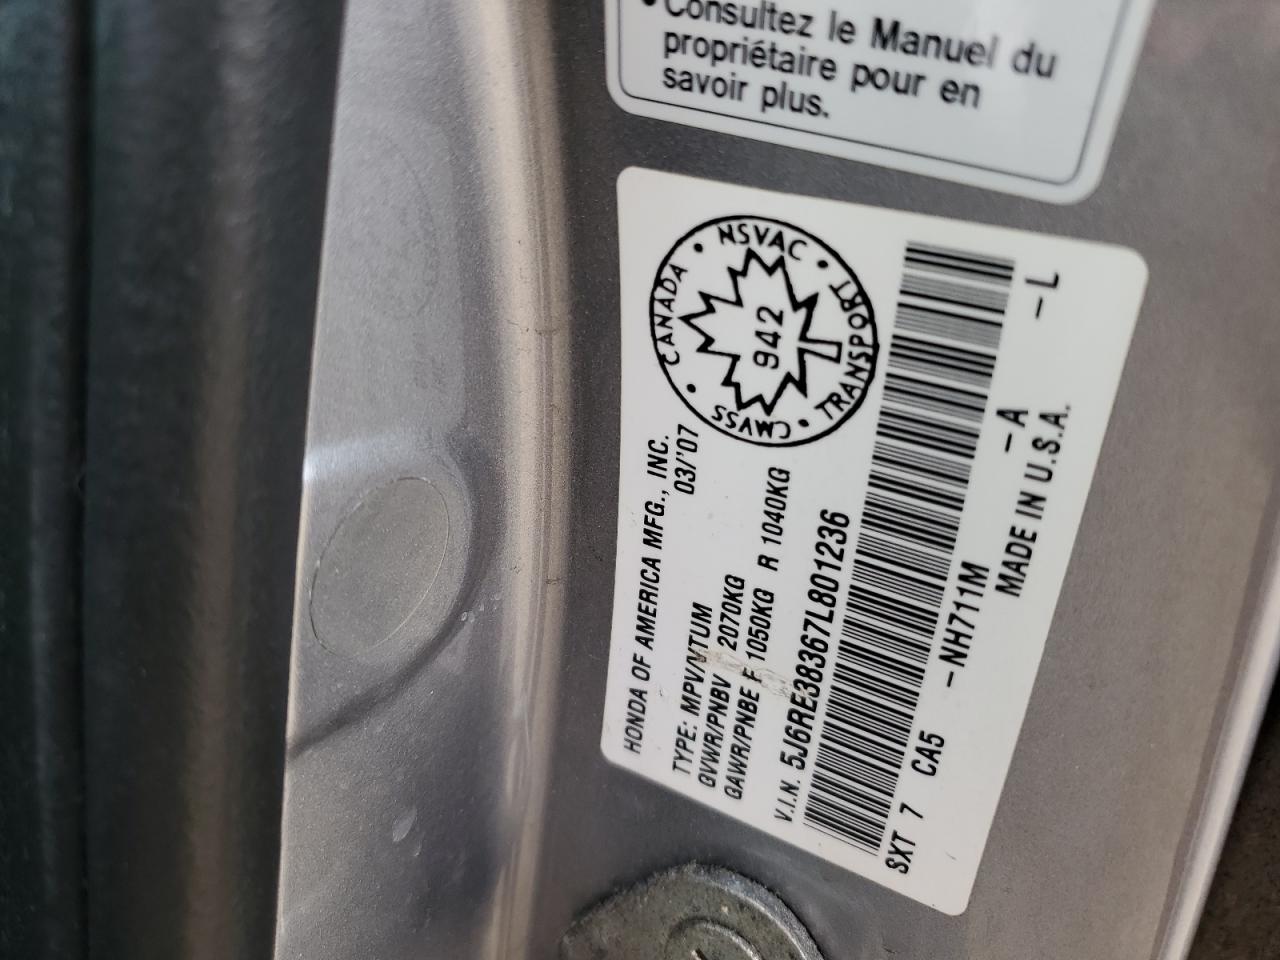 • Consultez le Manuel du
propriétaire pour en
savoir plus.
HONDA OF AMERICA MFG., INC.
03/'07
TYPE: MPV/VTUM
GVWR/PNBV 2070KG
GAWR/PNBE F 1050KG R 1040KG
V.I.N. 5J6RE38367L801236
SXT 7 CA5 -NH711M -A -L
MADE IN U.S.A.
CANADA • NSVAC • TRANSPORT • CMVSS •
942